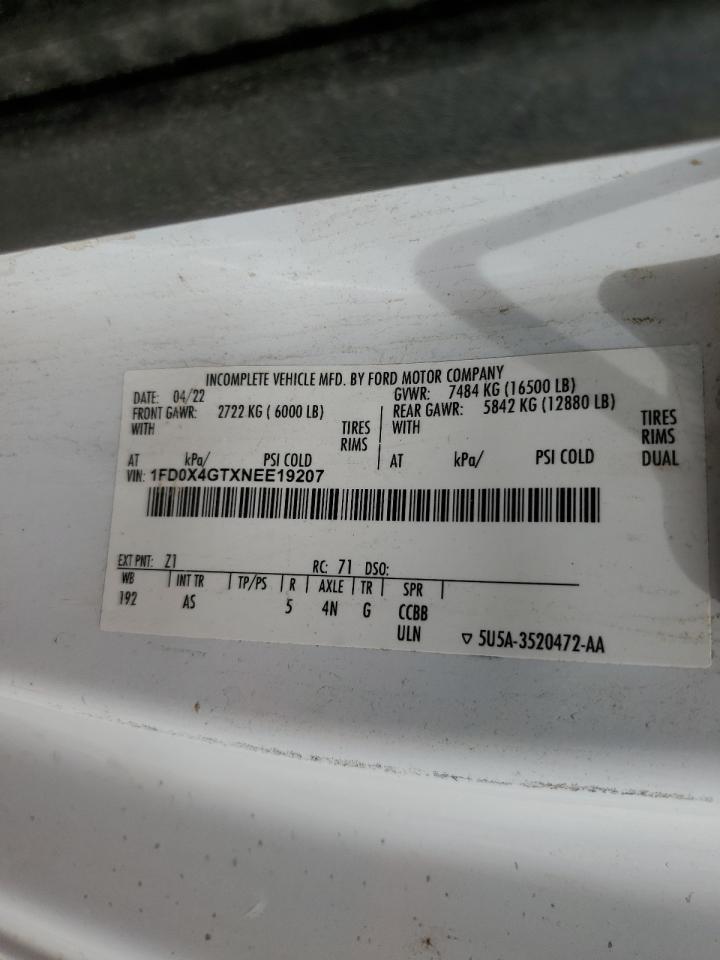 INCOMPLETE VEHICLE MFD. BY FORD MOTOR COMPANY
DATE: 04/22 GVWR: 7484 KG (16500 LB)
FRONT GAWR: 2722 KG ( 6000 LB) REAR GAWR: 5842 KG (12880 LB)
WITH TIRES WITH TIRES
RIMS RIMS
AT kPa/ PSI COLD AT kPa/ PSI COLD DUAL
VIN: 1FD0X4GTXNEE19207
EXT PNT: Z1 RC: 71 DSO:
WB INT TR TP/PS R AXLE TR SPR
192 AS 5 4N G CCBB
ULN ▽ 5U5A-3520472-AA